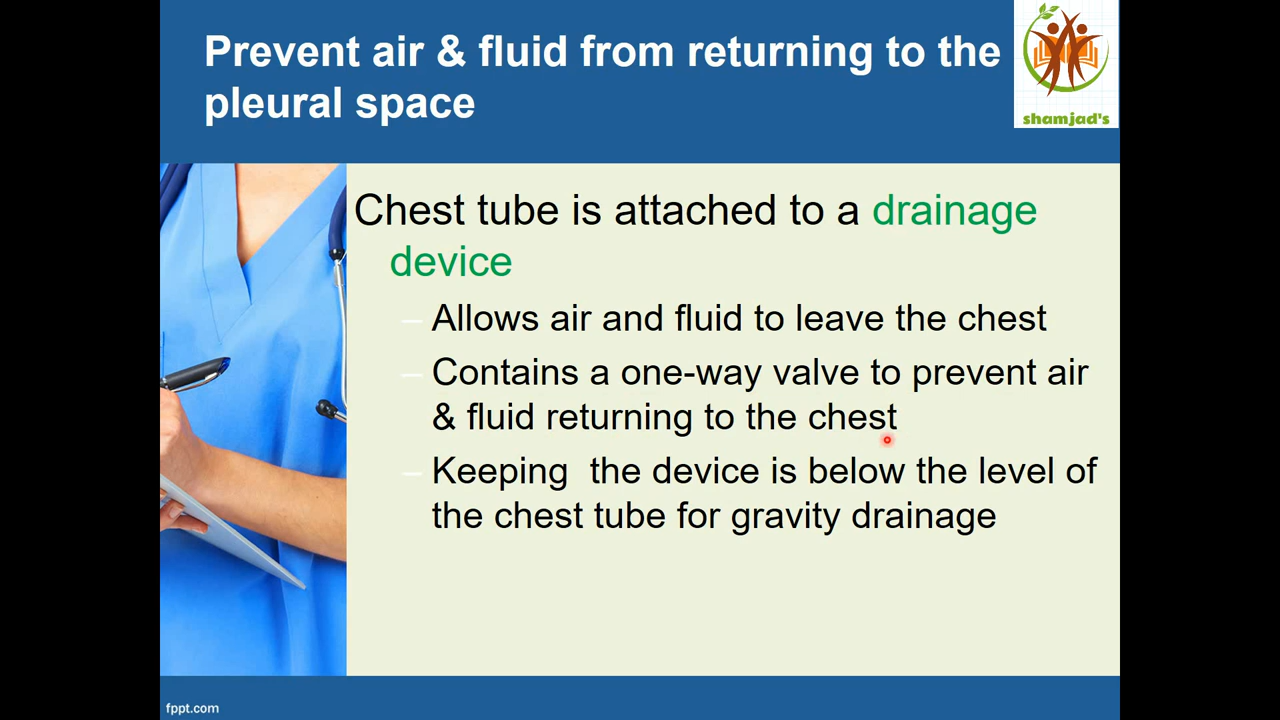 Prevent air & fluid from returning to the
pleural space
shamjad's
Chest tube is attached to a drainage
device
– Allows air and fluid to leave the chest
– Contains a one-way valve to prevent air
& fluid returning to the chest
– Keeping the device is below the level of
the chest tube for gravity drainage
fppt.com